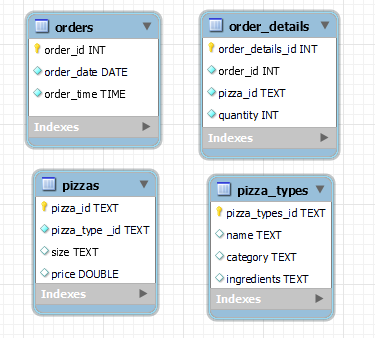 orders
order_id INT
order_date DATE
order_time TIME
Indexes
order_details
order_details_id INT
order_id INT
pizza_id TEXT
quantity INT
Indexes
pizzas
pizza_id TEXT
pizza_type _id TEXT
size TEXT
price DOUBLE
Indexes
pizza_types
pizza_types_id TEXT
name TEXT
category TEXT
ingredients TEXT
Indexes